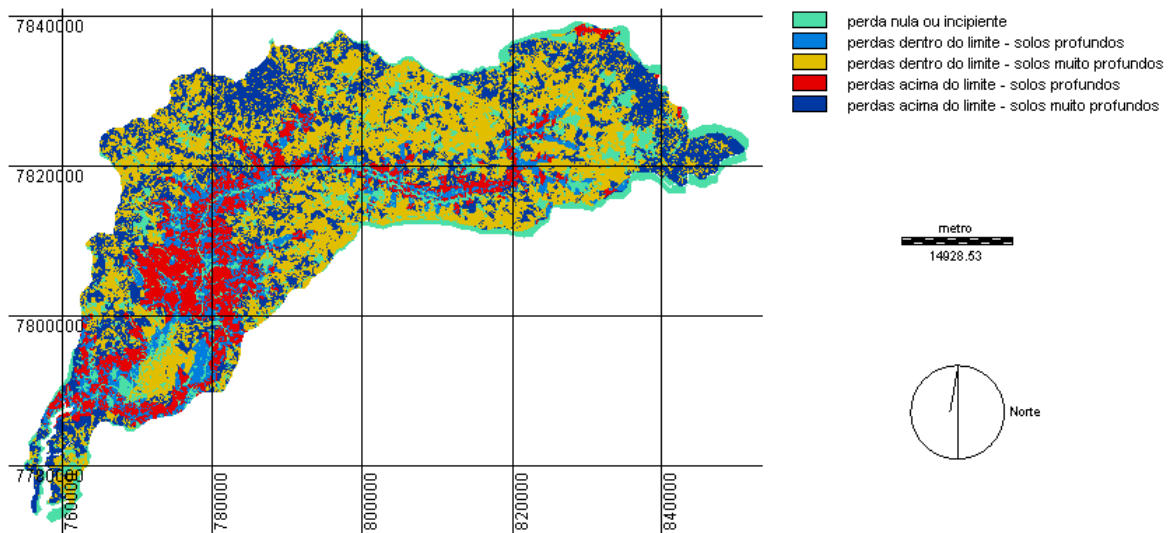 7840000
7820000
7800000
7780000
760000
780000
800000
820000
840000
perda nula ou incipiente
perdas dentro do limite - solos profundos
perdas dentro do limite - solos muito profundos
perdas acima do limite - solos profundos
perdas acima do limite - solos muito profundos
metro
14928.53
Norte